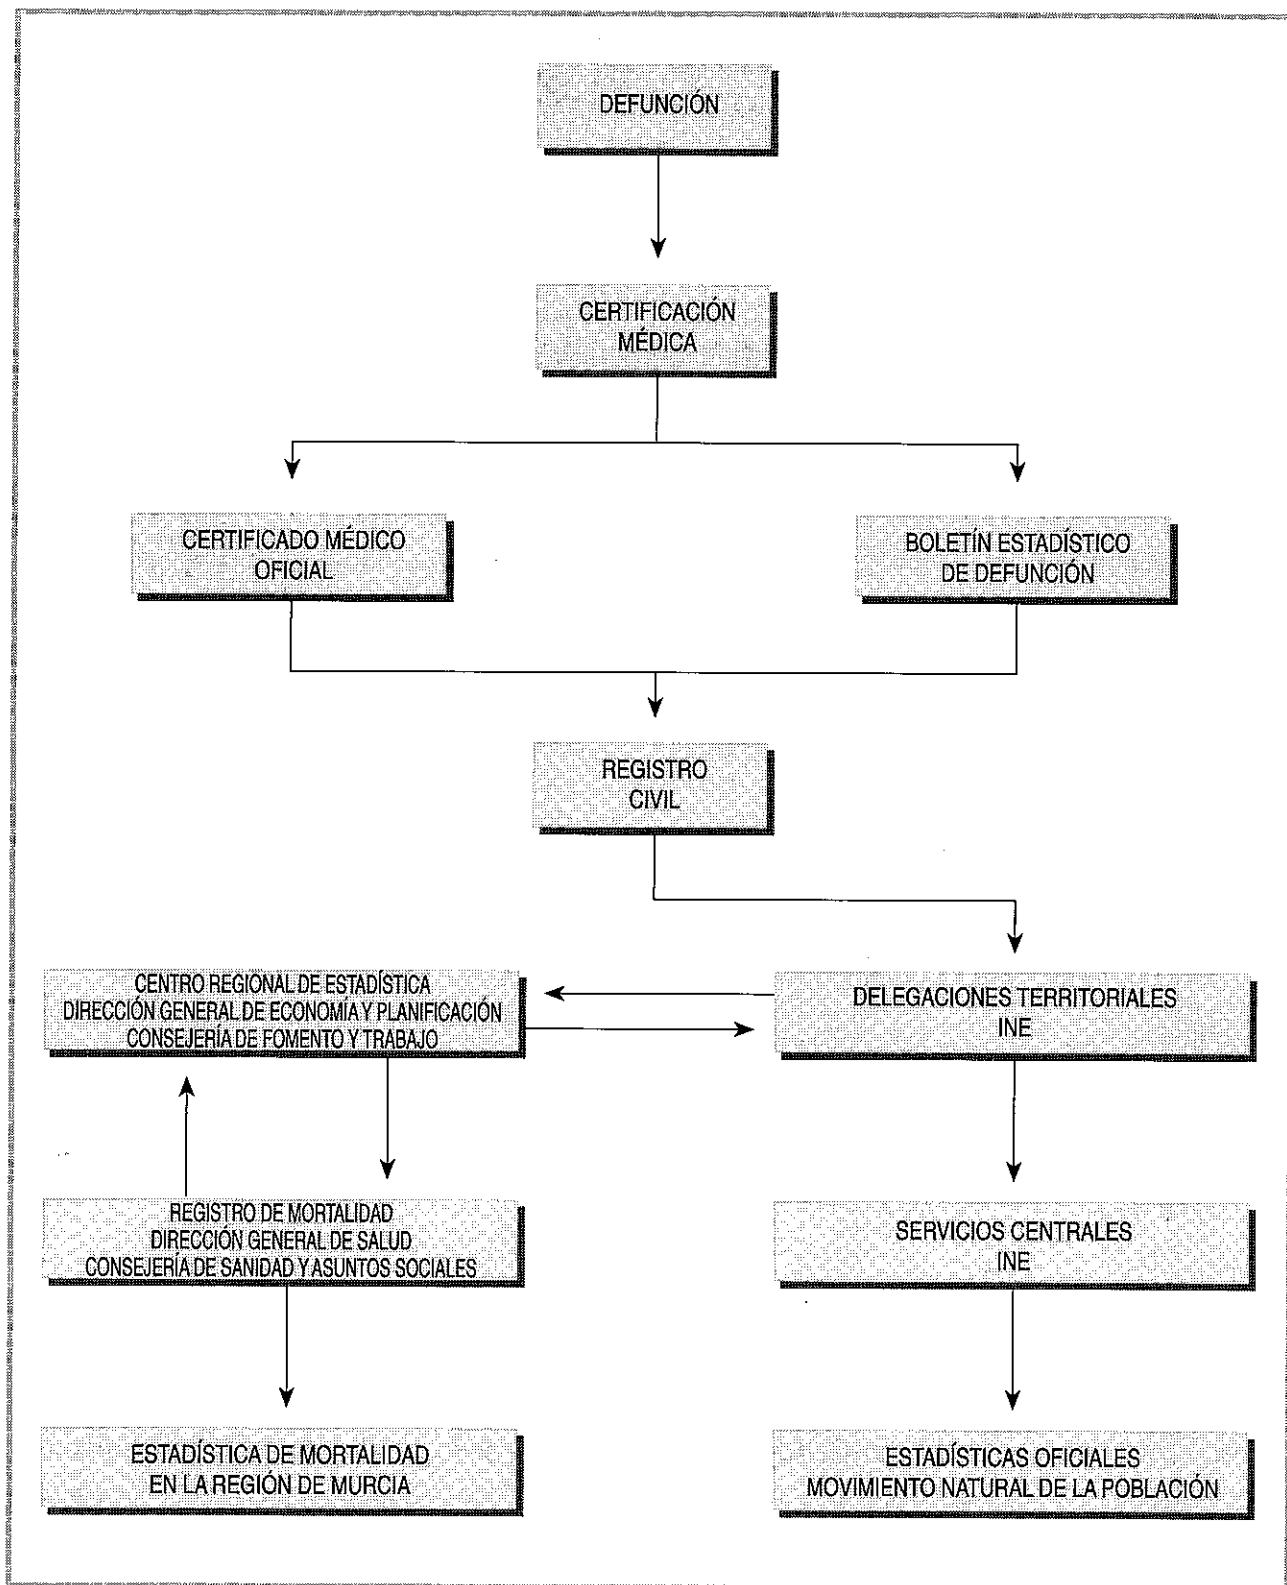 DEFUNCIÓN
CERTIFICACIÓN
MÉDICA
CERTIFICADO MÉDICO
OFICIAL
BOLETÍN ESTADÍSTICO
DE DEFUNCIÓN
REGISTRO
CIVIL
CENTRO REGIONAL DE ESTADÍSTICA
DIRECCIÓN GENERAL DE ECONOMÍA Y PLANIFICACIÓN
CONSEJERÍA DE FOMENTO Y TRABAJO
DELEGACIONES TERRITORIALES
INE
REGISTRO DE MORTALIDAD
DIRECCIÓN GENERAL DE SALUD
CONSEJERÍA DE SANIDAD Y ASUNTOS SOCIALES
SERVICIOS CENTRALES
INE
ESTADÍSTICA DE MORTALIDAD
EN LA REGIÓN DE MURCIA
ESTADÍSTICAS OFICIALES
MOVIMIENTO NATURAL DE LA POBLACIÓN